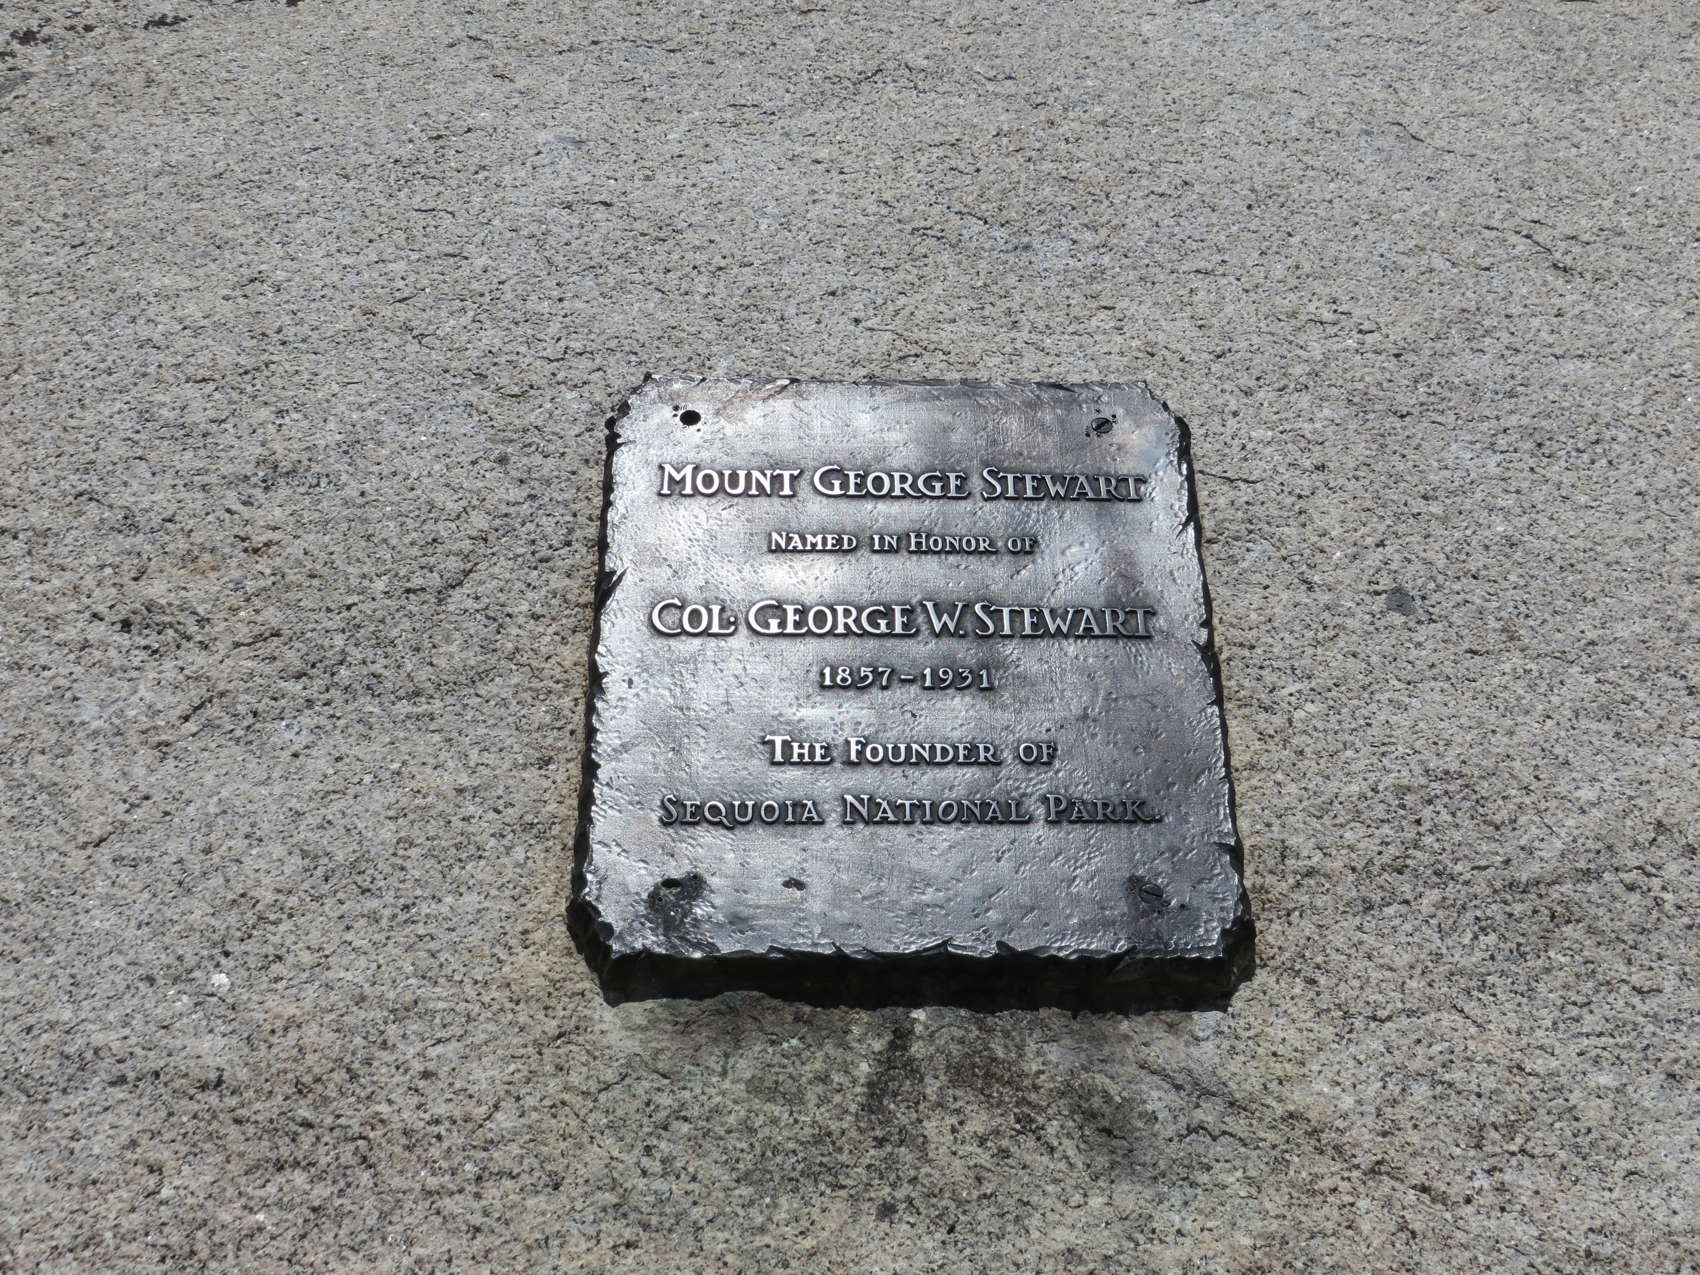 MOUNT GEORGE STEWART
NAMED IN HONOR OF
COL. GEORGE W. STEWART
1857-1931
THE FOUNDER OF
SEQUOIA NATIONAL PARK.